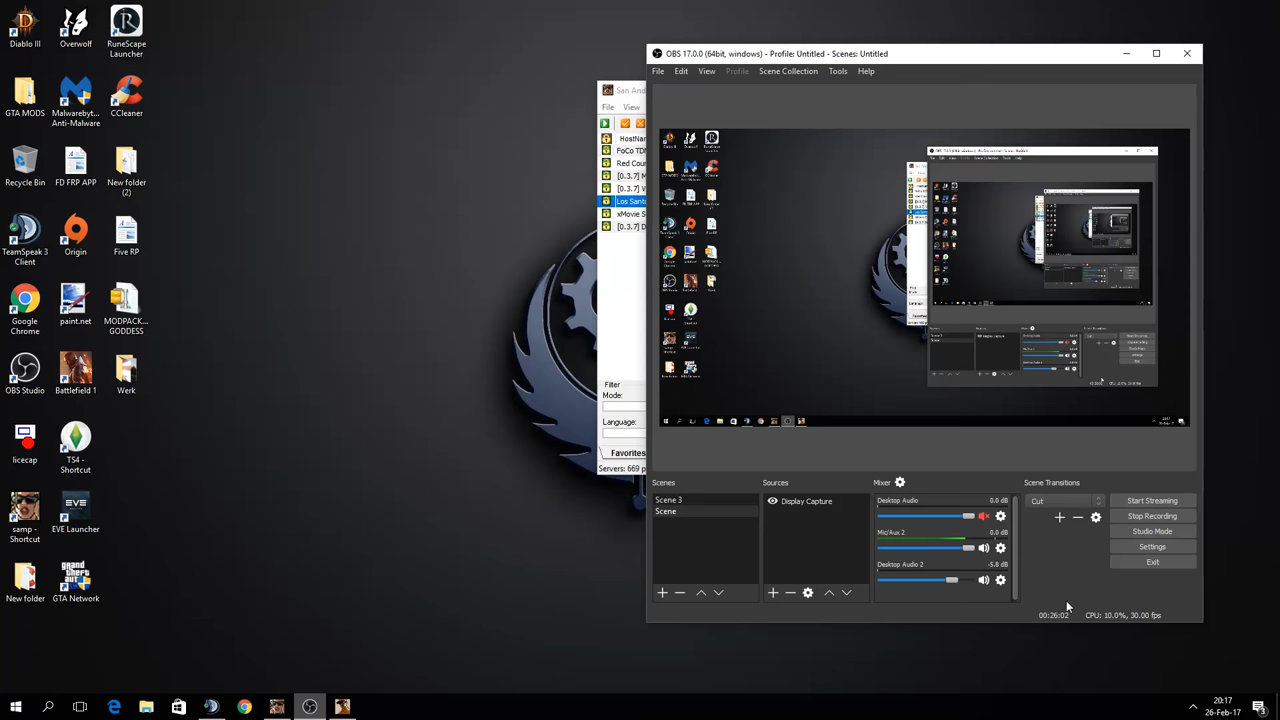 Diablo III
Overwolf
RuneScape
Launcher
GTA MODS
Malwarebyt...
Anti-Malware
CCleaner
Recycle Bin
FD FRP APP
New folder
(2)
TeamSpeak 3
Client
Origin
Five RP
Google
Chrome
paint.net
MODPACK...
GODDESS
OBS Studio
Battlefield 1
Werk
licecap
TS4 -
Shortcut
samp -
Shortcut
EVE Launcher
New folder
GTA Network
San And
File View
HostNam
FoCo TDM
Red Coun
[0.3.7] M
[0.3.7] V
Los Santo
xMovie S
[0.3.7] D
Filter
Mode:
Language:
Favorites
Servers: 669 p
OBS 17.0.0 (64bit, windows) - Profile: Untitled - Scenes: Untitled
File Edit View Profile Scene Collection Tools Help
Scenes
Scene 3
Scene
Sources
Display Capture
Mixer
Desktop Audio 0.0 dB
Mic/Aux 2 0.0 dB
Desktop Audio 2 -5.8 dB
Scene Transitions
Cut
Start Streaming
Stop Recording
Studio Mode
Settings
Exit
00:26:02 CPU: 10.0%, 30.00 fps
20:17
26-Feb-17
3